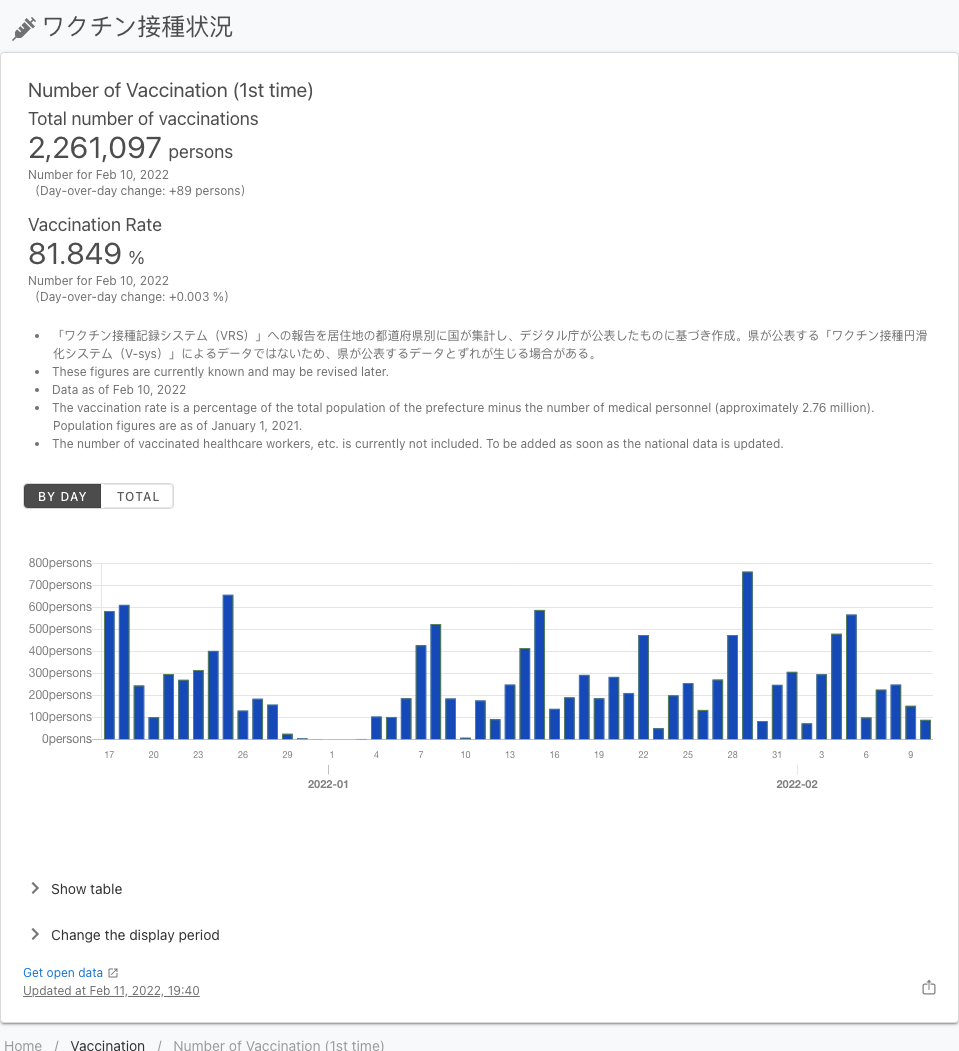 ワクチン接種状況
Number of Vaccination (1st time)
Total number of vaccinations
2,261,097 persons
Number for Feb 10, 2022
(Day-over-day change: +89 persons)
Vaccination Rate
81.849 %
Number for Feb 10, 2022
(Day-over-day change: +0.003 %)
• 「ワクチン接種記録システム（VRS）」への報告を居住地の都道府県別に国が集計し、デジタル庁が公表したものに基づき作成。県が公表する「ワクチン接種円滑
化システム（V-sys）」によるデータではないため、県が公表するデータとずれが生じる場合がある。
• These figures are currently known and may be revised later.
• Data as of Feb 10, 2022
• The vaccination rate is a percentage of the total population of the prefecture minus the number of medical personnel (approximately 2.76 million).
Population figures are as of January 1, 2021.
• The number of vaccinated healthcare workers, etc. is currently not included. To be added as soon as the national data is updated.
BY DAY TOTAL
800persons
700persons
600persons
500persons
400persons
300persons
200persons
100persons
0persons
17 20 23 26 29 1 4 7 10 13 16 19 22 25 28 31 3 6 9
2022-01 2022-02
Show table
Change the display period
Get open data
Updated at Feb 11, 2022, 19:40
Home / Vaccination / Number of Vaccination (1st time)